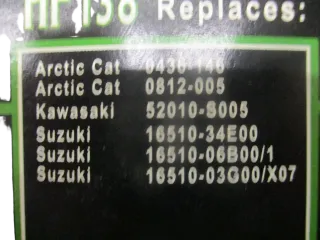 HF138 Replaces:
Arctic Cat 0436-146
Arctic Cat 0812-005
Kawasaki 52010-S005
Suzuki 16510-34E00
Suzuki 16510-06B00/1
Suzuki 16510-03G00/X07